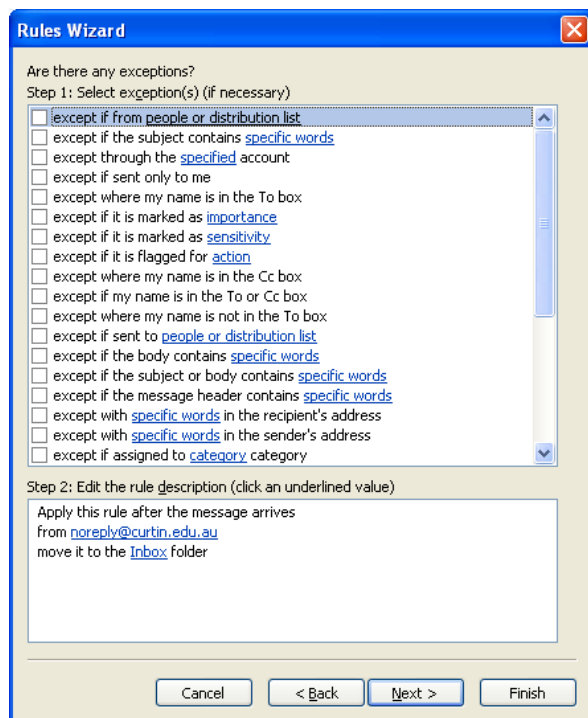 Rules Wizard
Are there any exceptions?
Step 1: Select exception(s) (if necessary)
except if from people or distribution list
except if the subject contains specific words
except through the specified account
except if sent only to me
except where my name is in the To box
except if it is marked as importance
except if it is marked as sensitivity
except if it is flagged for action
except where my name is in the Cc box
except if my name is in the To or Cc box
except where my name is not in the To box
except if sent to people or distribution list
except if the body contains specific words
except if the subject or body contains specific words
except if the message header contains specific words
except with specific words in the recipient's address
except with specific words in the sender's address
except if assigned to category category
Step 2: Edit the rule description (click an underlined value)
Apply this rule after the message arrives
from noreply@curtin.edu.au
move it to the Inbox folder
Cancel < Back Next > Finish